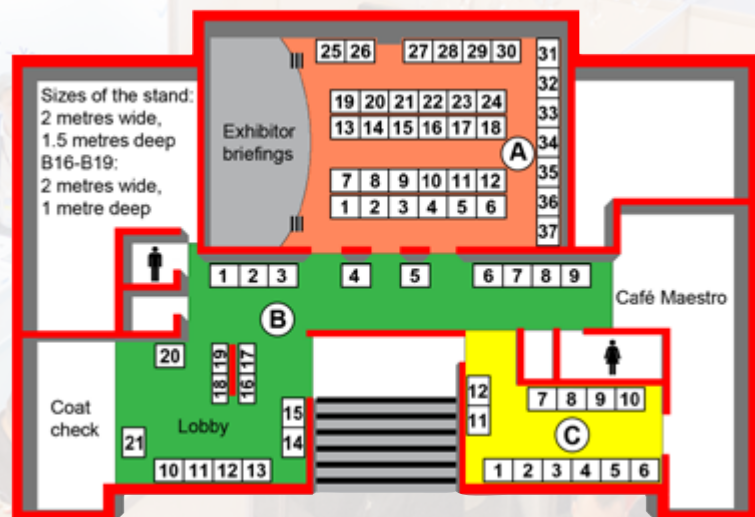 Sizes of the stand:
2 metres wide,
1.5 metres deep
B16-B19:
2 metres wide,
1 metre deep
Exhibitor
briefings
25 26 27 28 29 30
19 20 21 22 23 24
13 14 15 16 17 18
7 8 9 10 11 12
1 2 3 4 5 6
A
31
32
33
34
35
36
37
1 2 3 4 5 6 7 8 9
B
Café Maestro
20
19 17
18 16
15
14
Coat
check
Lobby
21
10 11 12 13
12
11
7 8 9 10
C
1 2 3 4 5 6